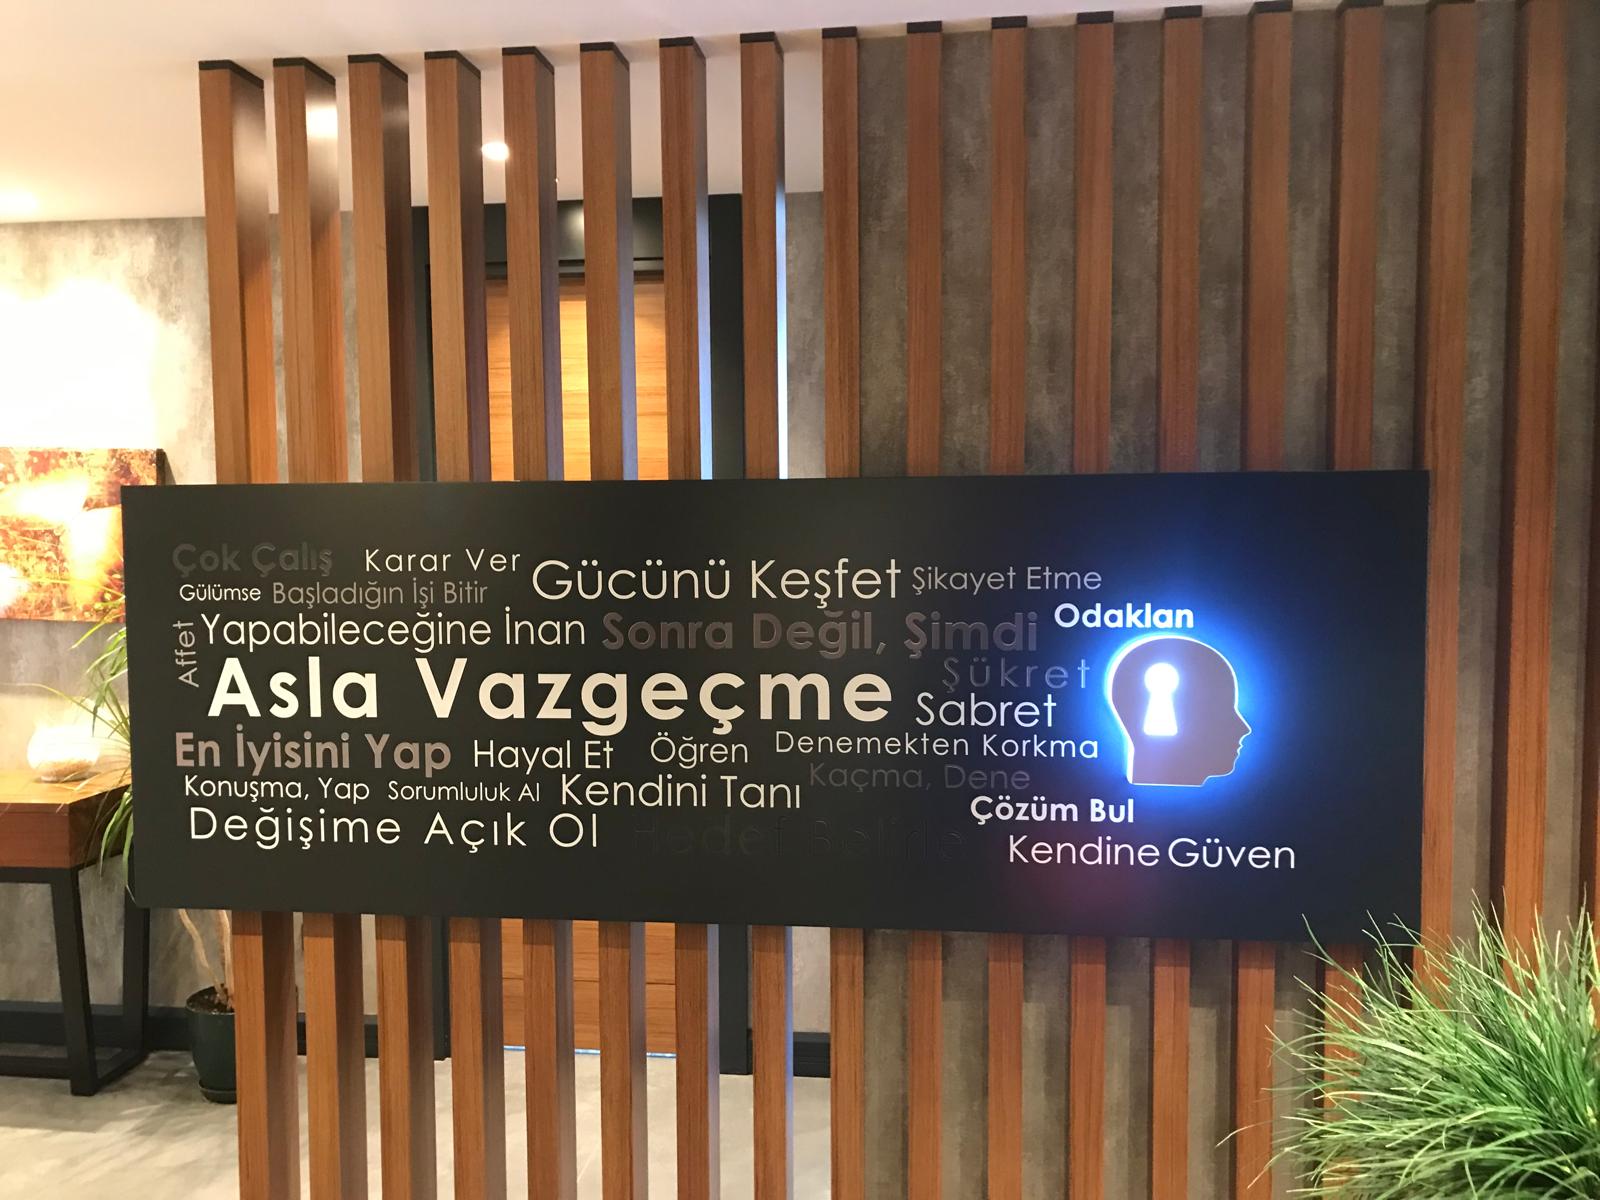 Çok Çalış
Karar Ver
Gücünü Keşfet
Şikayet Etme
Gülümse
Başladığın İşi Bitir
Odaklan
Affet
Yapabileceğine İnan
Sonra Değil, Şimdi
Şükret
Asla Vazgeçme
Sabret
En İyisini Yap
Hayal Et
Öğren
Denemekten Korkma
Kaçma, Dene
Konuşma, Yap
Sorumluluk Al
Kendini Tanı
Çözüm Bul
Değişime Açık Ol
Hedef Belirle
Kendine Güven